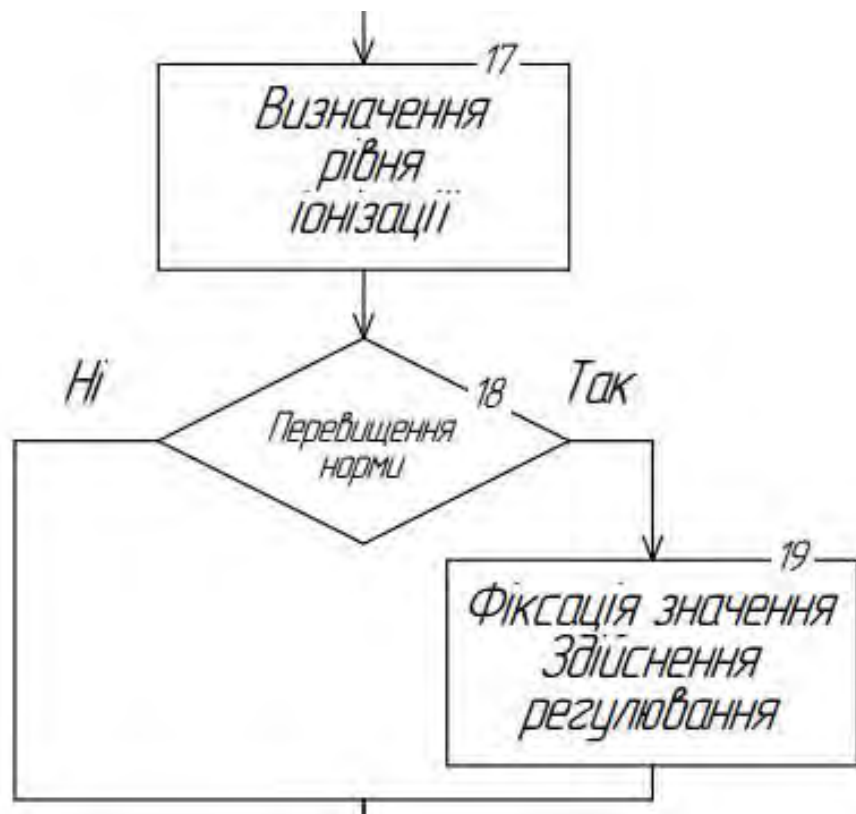 17
Визначення
рівня
іонізації
Ні
18
Так
Перевищення
норми
19
Фіксація значення
Здійснення
регулювання